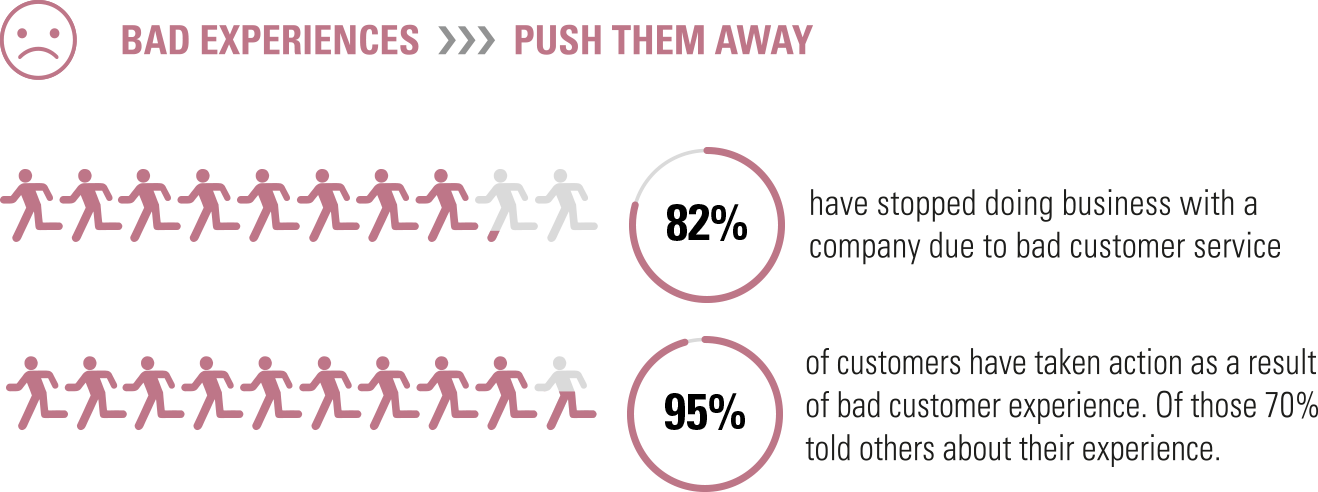 BAD EXPERIENCES PUSH THEM AWAY
82%
have stopped doing business with a
company due to bad customer service
95%
of customers have taken action as a result
of bad customer experience. Of those 70%
told others about their experience.